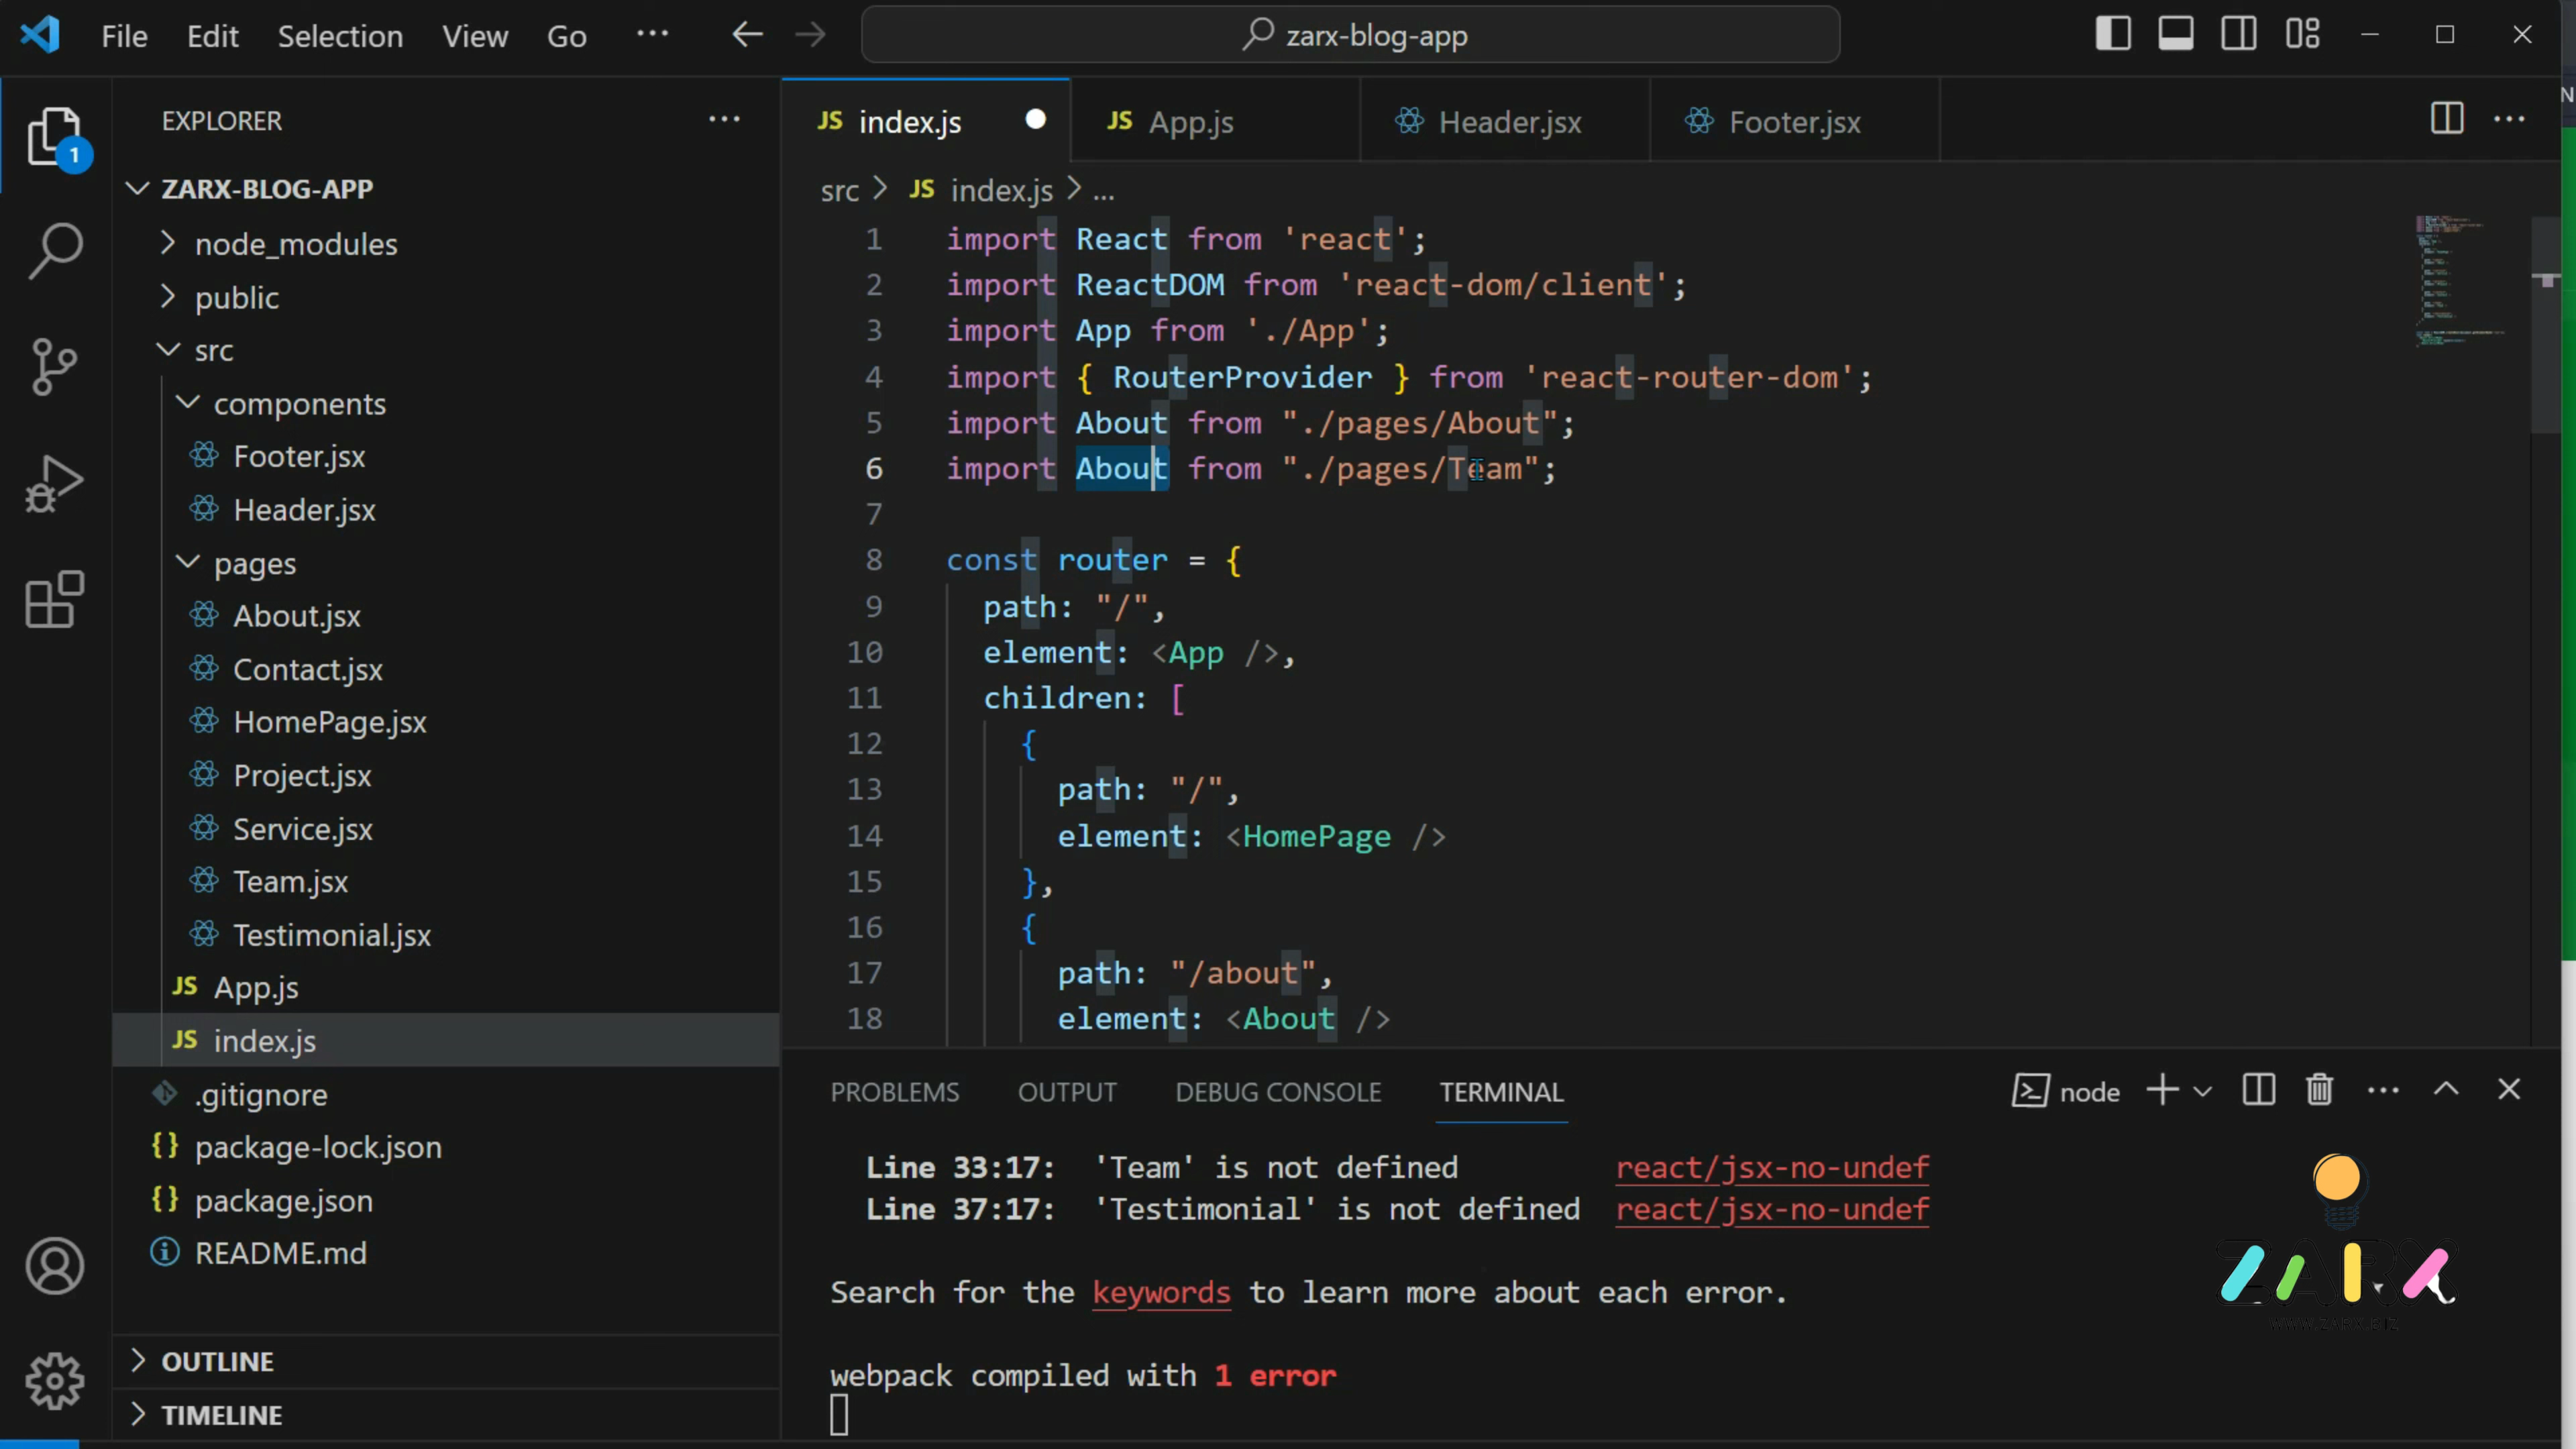 File Edit Selection View Go ··· zarx-blog-app
EXPLORER
1
ZARX-BLOG-APP
node_modules
public
src
components
Footer.jsx
Header.jsx
pages
About.jsx
Contact.jsx
HomePage.jsx
Project.jsx
Service.jsx
Team.jsx
Testimonial.jsx
JS App.js
JS index.js
.gitignore
{} package-lock.json
{} package.json
README.md
OUTLINE
TIMELINE
JS index.js JS App.js Header.jsx Footer.jsx
src > JS index.js > ...
1 import React from 'react';
2 import ReactDOM from 'react-dom/client';
3 import App from './App';
4 import { RouterProvider } from 'react-router-dom';
5 import About from "./pages/About";
6 import About from "./pages/Team";
7
8 const router = {
9 path: "/",
10 element: <App />,
11 children: [
12 {
13 path: "/",
14 element: <HomePage />
15 },
16 {
17 path: "/about",
18 element: <About />
PROBLEMS OUTPUT DEBUG CONSOLE TERMINAL node
Line 33:17: 'Team' is not defined react/jsx-no-undef
Line 37:17: 'Testimonial' is not defined react/jsx-no-undef
Search for the keywords to learn more about each error.
webpack compiled with 1 error
ZARX
WWW.ZARX.BIZ